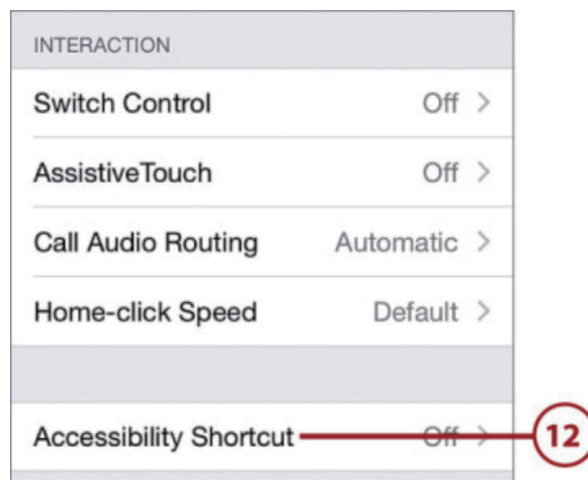 INTERACTION
Switch Control Off >
AssistiveTouch Off >
Call Audio Routing Automatic >
Home-click Speed Default >
Accessibility Shortcut Off > 12